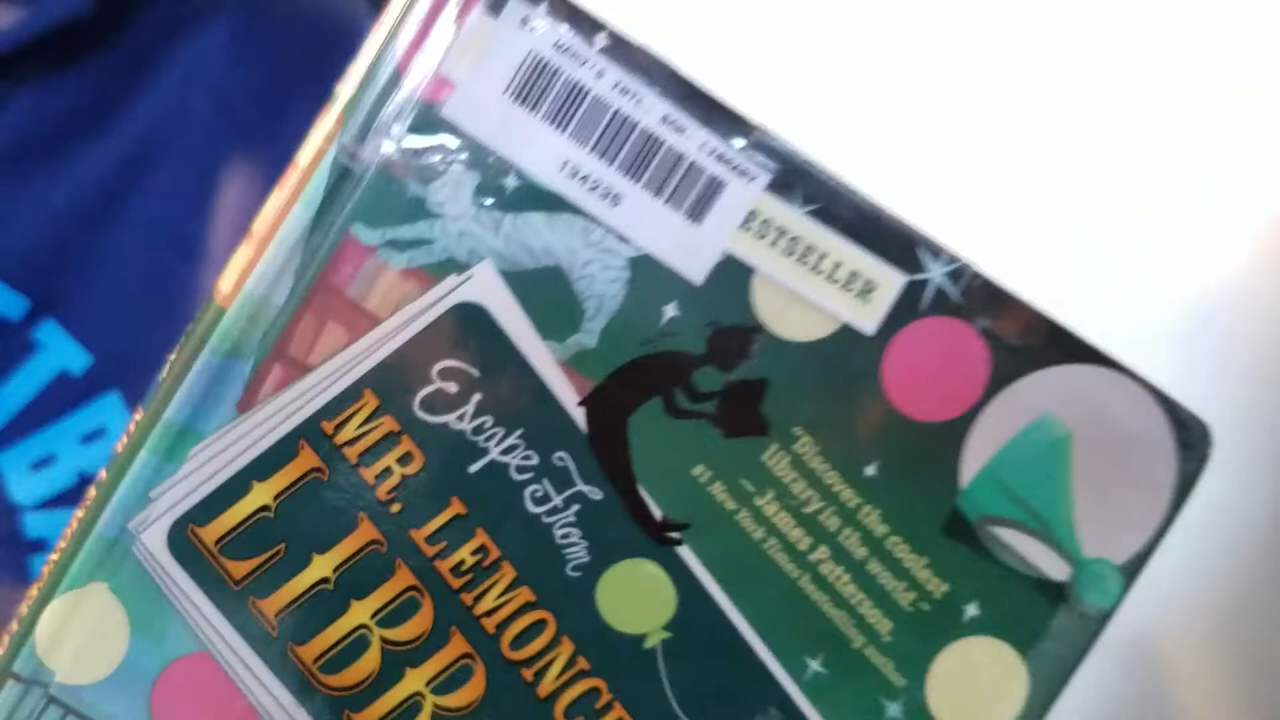 134236
ESTSELLER
Escape From
MR. LEMONC
LIBR
"Discover the coolest
library in the world."
—James Patterson,
#1 New York Times bestselling author